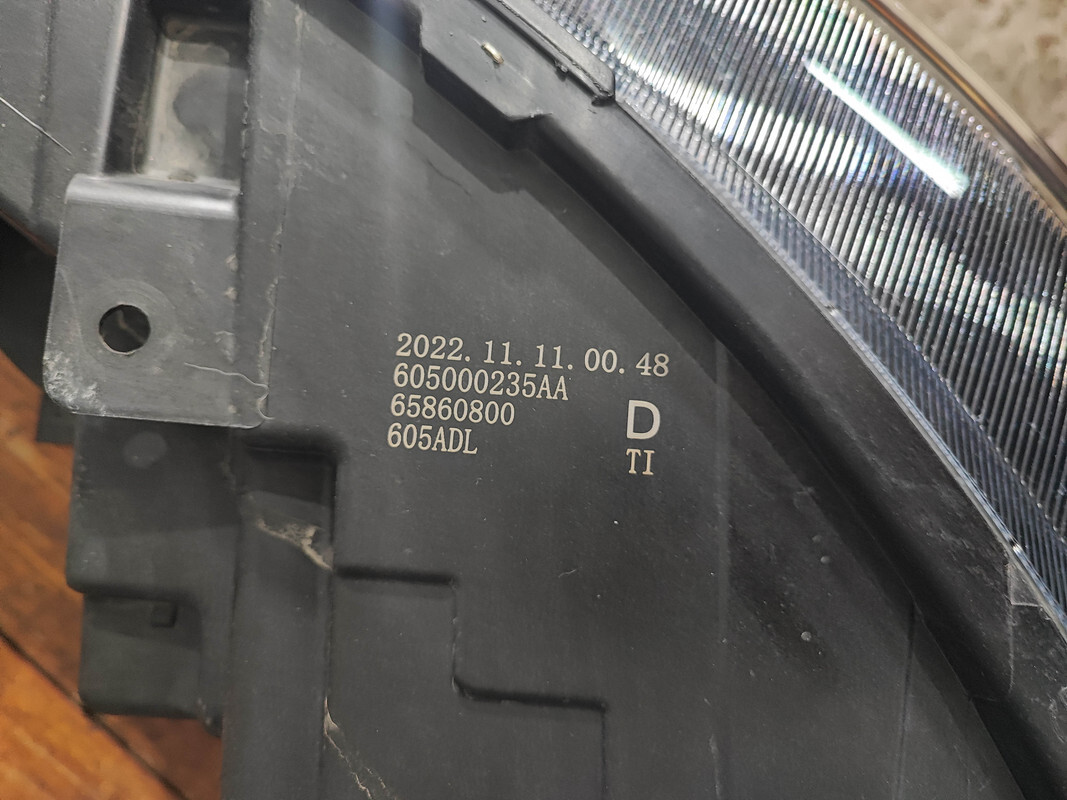 2022. 11. 11. 00. 48
605000235AA
65860800
605ADL
D
TI